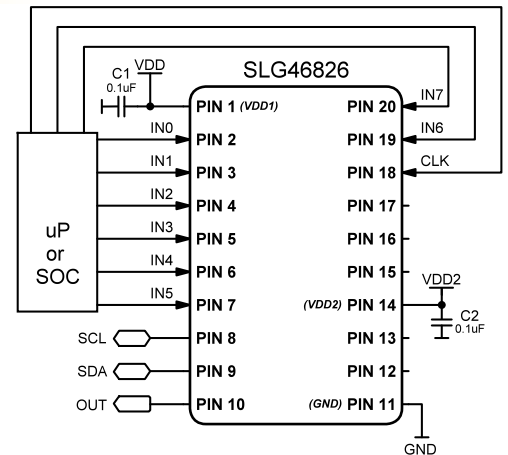 SLG46826
VDD
C1
0.1uF
PIN 1 (VDD1)
PIN 20
IN7
IN0
PIN 2
PIN 19
IN6
IN1
PIN 3
PIN 18
CLK
IN2
PIN 4
PIN 17
IN3
PIN 5
PIN 16
IN4
PIN 6
PIN 15
IN5
PIN 7
(VDD2) PIN 14
VDD2
C2
0.1uF
uP
or
SOC
SCL
PIN 8
PIN 13
SDA
PIN 9
PIN 12
OUT
PIN 10
(GND) PIN 11
GND